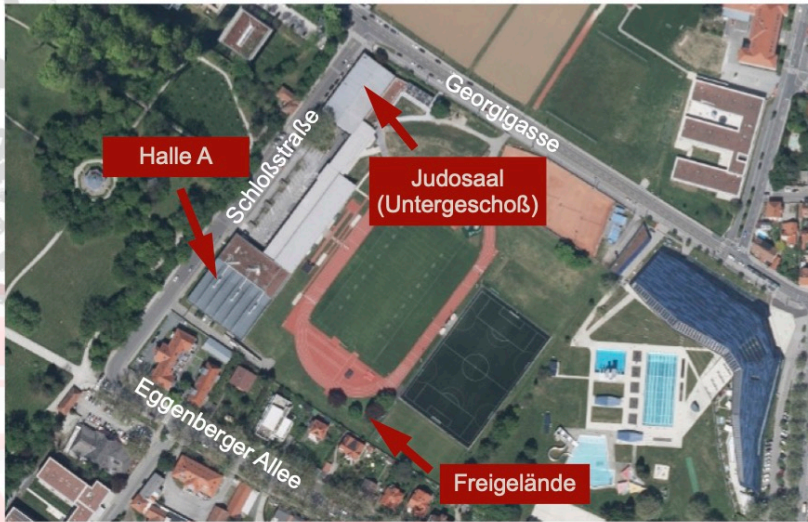 Georgigasse
Schloßstraße
Halle A
Judosaal
(Untergeschoß)
Eggenberger Allee
Freigelände